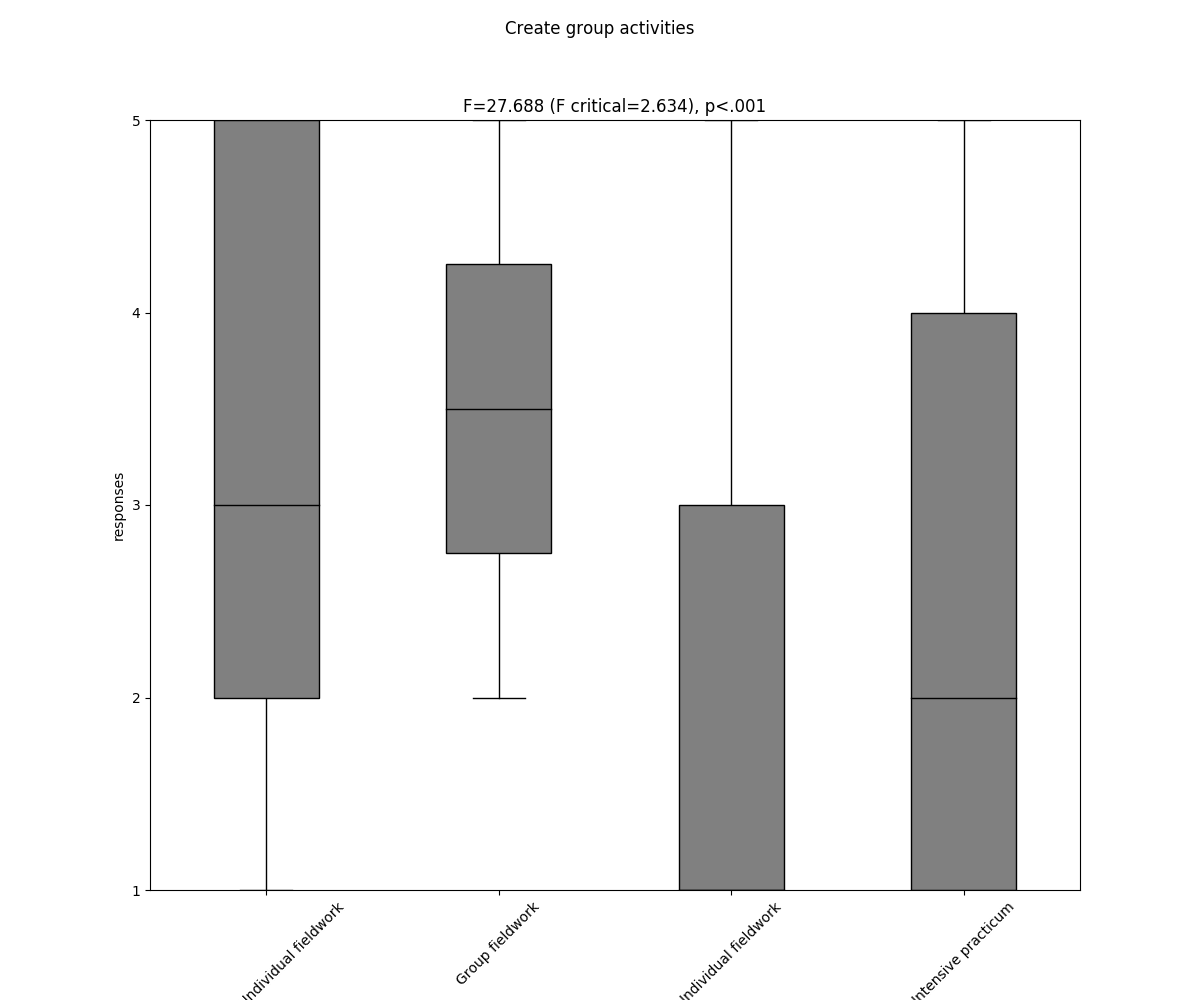 Create group activities
F=27.688 (F critical=2.634), p<.001
5
4
3
2
1
responses
Individual fieldwork
Group fieldwork
Individual fieldwork
Intensive practicum